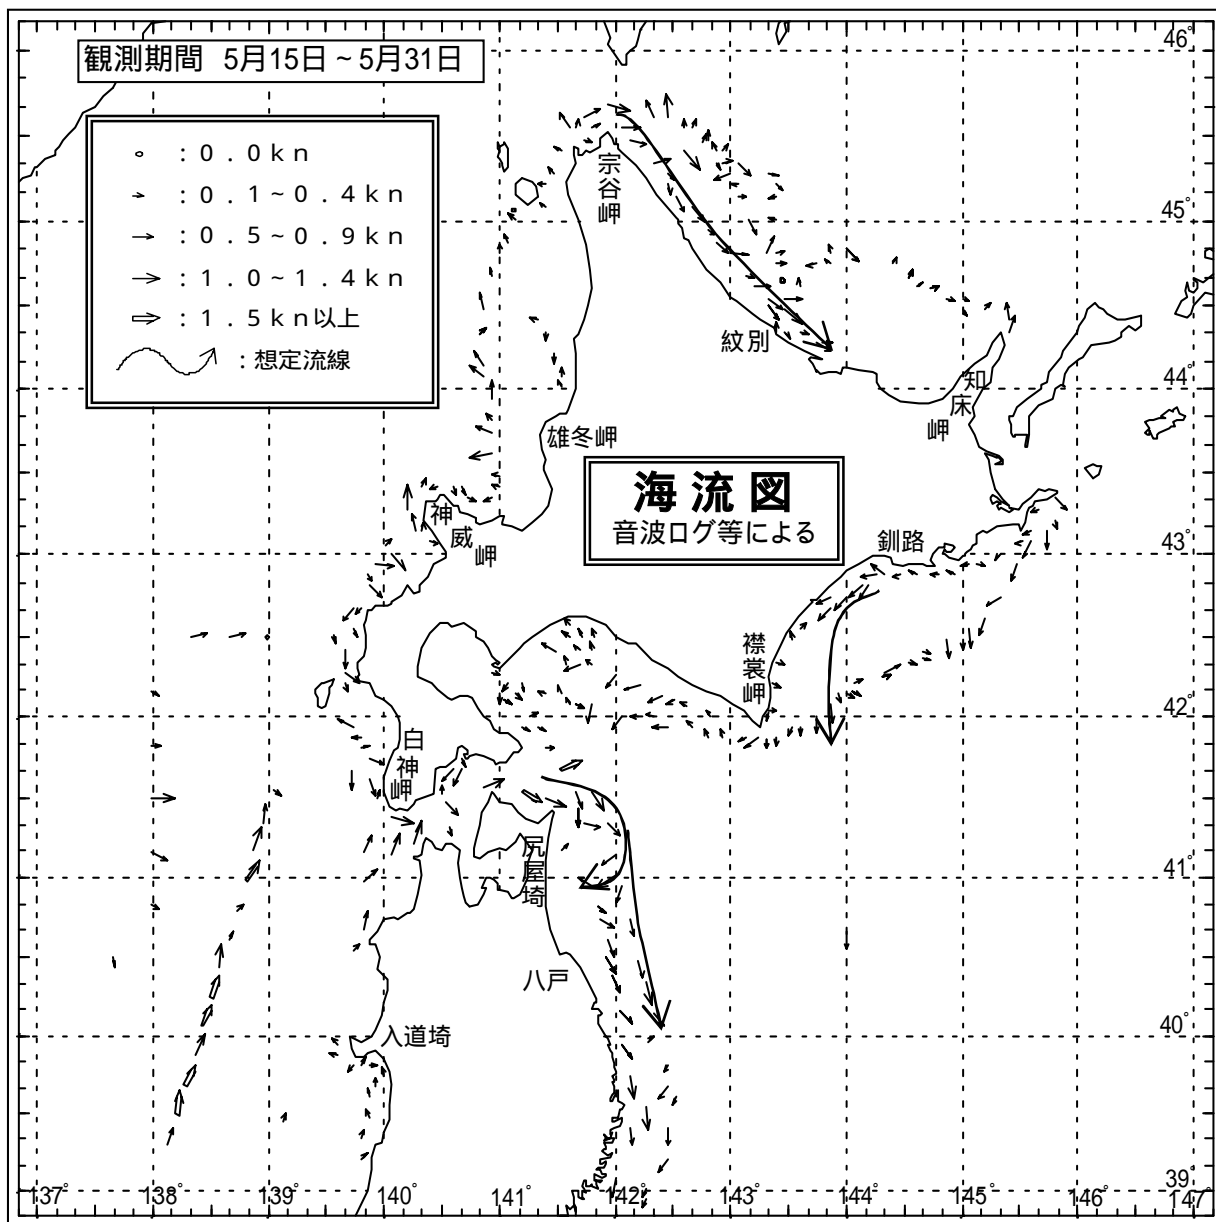 観測期間 5月15日~5月31日
:0.0kn
:0.1~0.4kn
:0.5~0.9kn
:1.0~1.4kn
:1.5kn以上
:想定流線
海流図
音波ログ等による
宗谷岬
紋別
知床岬
雄冬岬
神威岬
釧路
襟裳岬
白神岬
尻屋埼
八戸
入道埼
46°
45°
44°
43°
42°
41°
40°
39°
137°
138°
139°
140°
141°
142°
143°
144°
145°
146°
147°